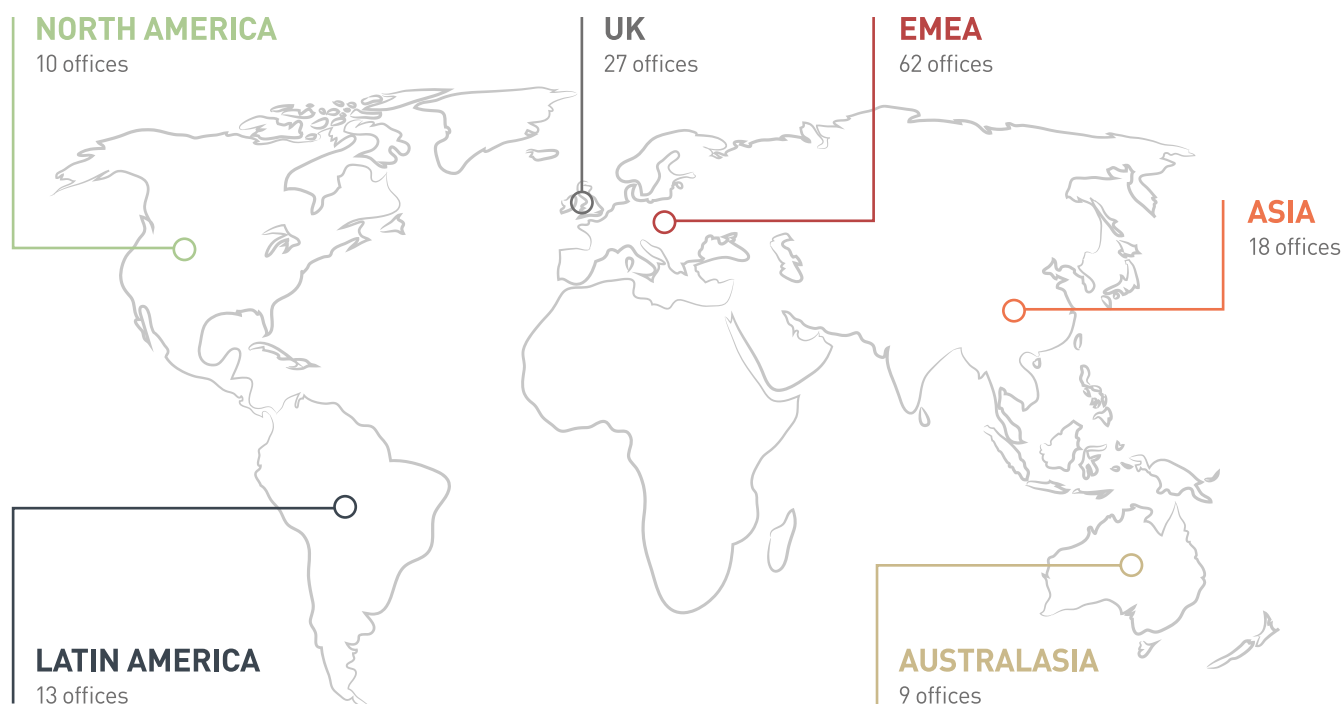 NORTH AMERICA
10 offices
UK
27 offices
EMEA
62 offices
ASIA
18 offices
LATIN AMERICA
13 offices
AUSTRALASIA
9 offices